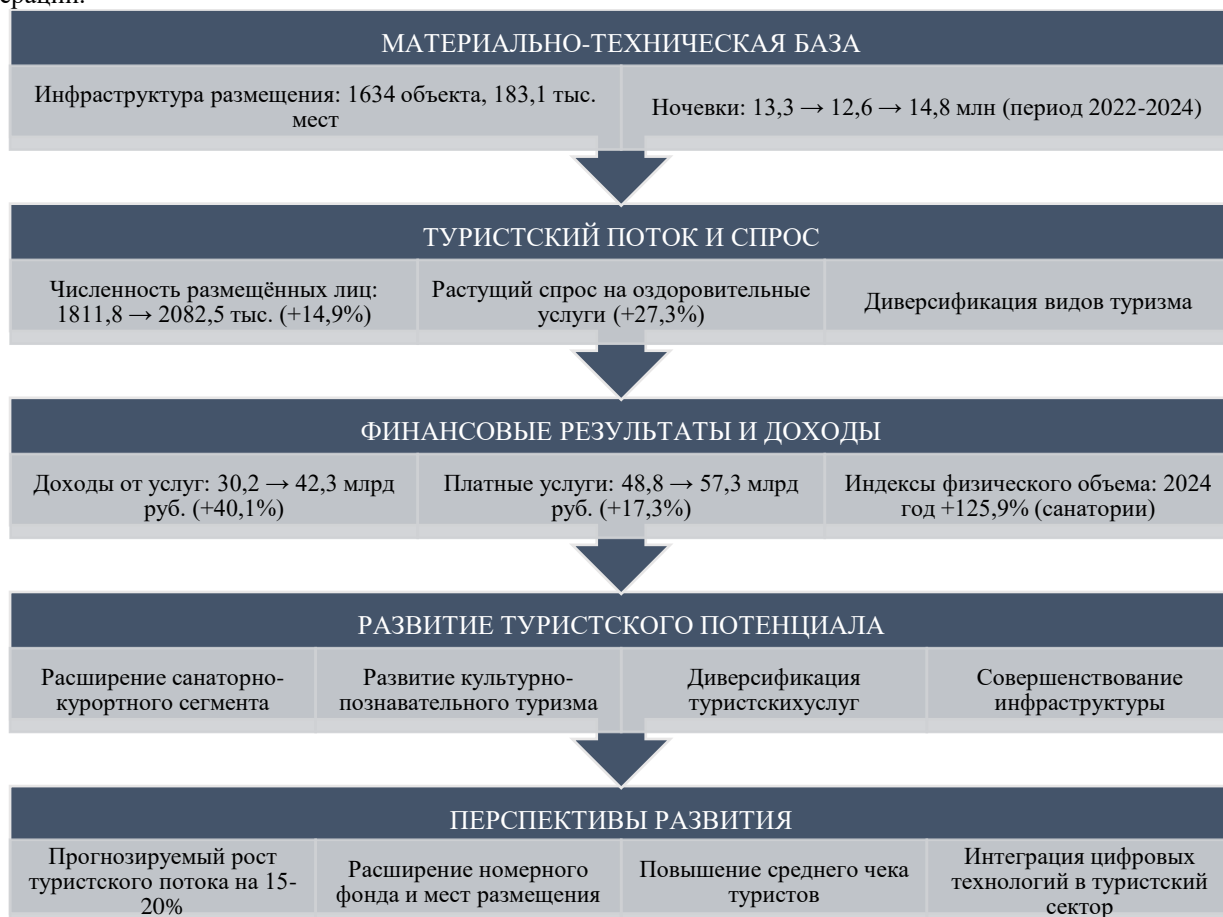 ерации.
МАТЕРИАЛЬНО-ТЕХНИЧЕСКАЯ БАЗА
Инфраструктура размещения: 1634 объекта, 183,1 тыс.
мест
Ночевки: 13,3 → 12,6 → 14,8 млн (период 2022-2024)
ТУРИСТСКИЙ ПОТОК И СПРОС
Численность размещённых лиц:
1811,8 → 2082,5 тыс. (+14,9%)
Растущий спрос на оздоровительные
услуги (+27,3%)
Диверсификация видов туризма
ФИНАНСОВЫЕ РЕЗУЛЬТАТЫ И ДОХОДЫ
Доходы от услуг: 30,2 → 42,3 млрд
руб. (+40,1%)
Платные услуги: 48,8 → 57,3 млрд
руб. (+17,3%)
Индексы физического объема: 2024
год +125,9% (санатории)
РАЗВИТИЕ ТУРИСТСКОГО ПОТЕНЦИАЛА
Расширение санаторно-
курортного сегмента
Развитие культурно-
познавательного туризма
Диверсификация
туристскихуслуг
Совершенствование
инфраструктуры
ПЕРСПЕКТИВЫ РАЗВИТИЯ
Прогнозируемый рост
туристского потока на 15-
20%
Расширение номерного
фонда и мест размещения
Повышение среднего чека
туристов
Интеграция цифровых
технологий в туристский
сектор